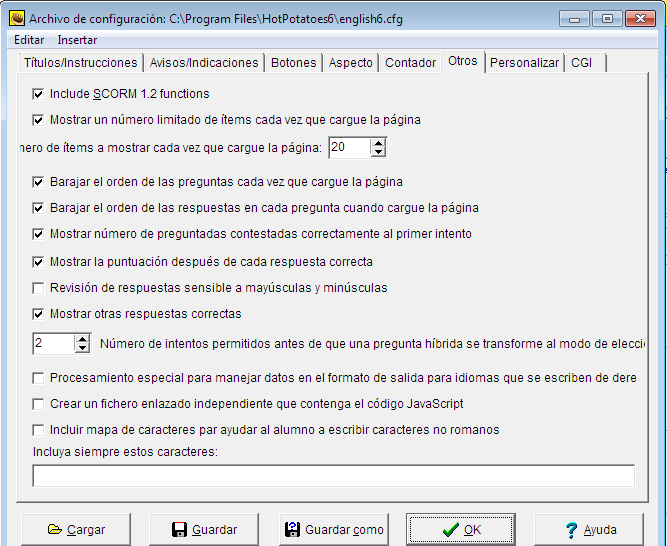 Archivo de configuración: C:\Program Files\HotPotatoes6\english6.cfg
Editar Insertar
Títulos/Instrucciones Avisos/Indicaciones Botones Aspecto Contador Otros Personalizar CGI
Include SCORM 1.2 functions
Mostrar un número limitado de ítems cada vez que cargue la página
nero de ítems a mostrar cada vez que cargue la página: 20
Barajar el orden de las preguntas cada vez que cargue la página
Barajar el orden de las respuestas en cada pregunta cuando cargue la página
Mostrar número de preguntadas contestadas correctamente al primer intento
Mostrar la puntuación después de cada respuesta correcta
Revisión de respuestas sensible a mayúsculas y minúsculas
Mostrar otras respuestas correctas
2 Número de intentos permitidos antes de que una pregunta híbrida se transforme al modo de elecci
Procesamiento especial para manejar datos en el formato de salida para idiomas que se escriben de dere
Crear un fichero enlazado independiente que contenga el código JavaScript
Incluir mapa de caracteres par ayudar al alumno a escribir caracteres no romanos
Incluya siempre estos caracteres:
Cargar Guardar Guardar como OK Ayuda